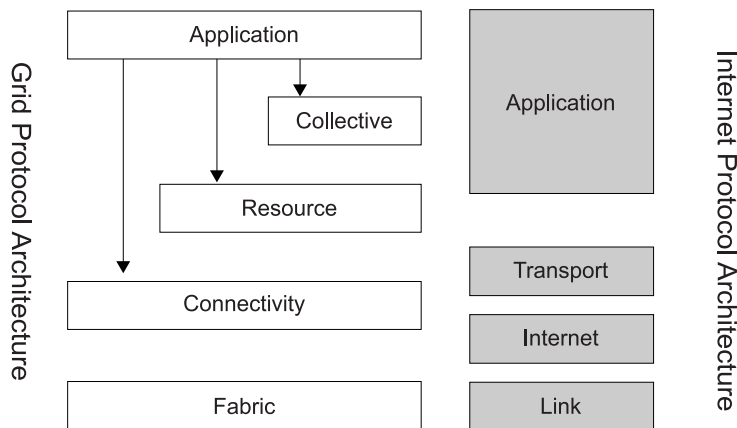 Grid Protocol Architecture
Application
Collective
Resource
Connectivity
Fabric
Application
Transport
Internet
Link
Internet Protocol Architecture